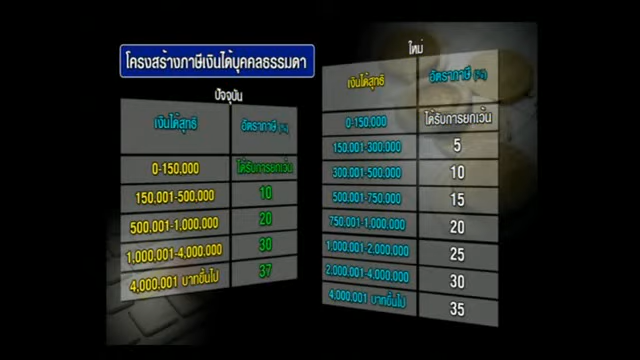 โครงสร้างภาษีเงินได้บุคคลธรรมดา
ปัจจุบัน
เงินได้สุทธิ อัตราภาษี (%)
0-150,000 ได้รับการยกเว้น
150,001-500,000 10
500,001-1,000,000 20
1,000,001-4,000,000 30
4,000,001 บาทขึ้นไป 37
ใหม่
เงินได้สุทธิ อัตราภาษี (%)
0-150,000 ได้รับการยกเว้น
150,001-300,000 5
300,001-500,000 10
500,001-750,000 15
750,001-1,000,000 20
1,000,001-2,000,000 25
2,000,001-4,000,000 30
4,000,001 บาทขึ้นไป 35